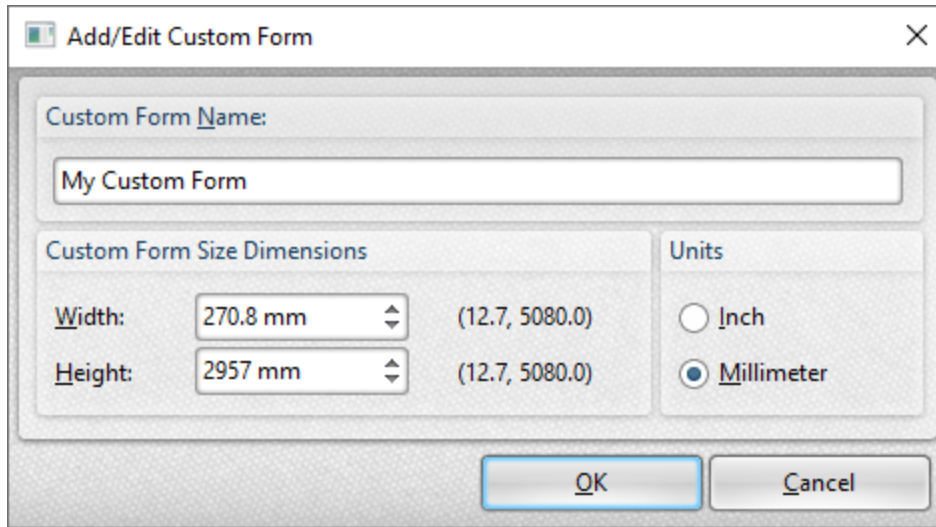 Add/Edit Custom Form
Custom Form Name:
My Custom Form
Custom Form Size Dimensions
Units
Width: 270.8 mm (12.7, 5080.0)
Inch
Height: 2957 mm (12.7, 5080.0)
Millimeter
OK
Cancel